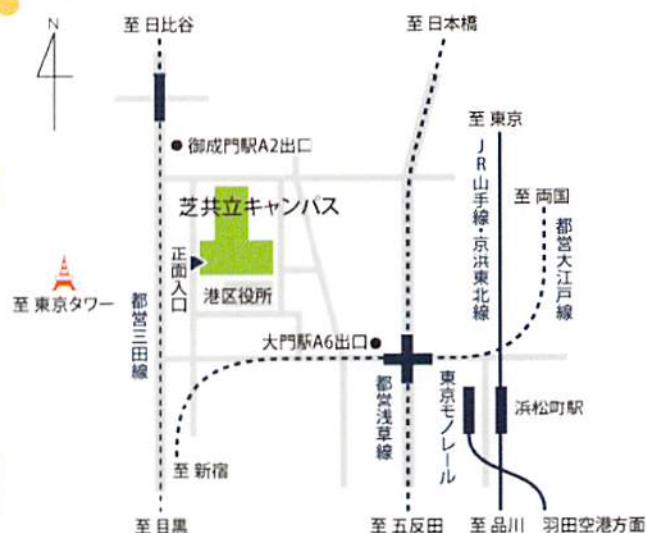 N
至 日比谷
至 日本橋
至 東京
御成門駅A2出口
JR山手線・京浜東北線
至 両国
芝共立キャンパス
都営大江戸線
正面入口
港区役所
至 東京タワー
都営三田線
大門駅A6出口
都営浅草線
東京モノレール
浜松町駅
至 新宿
至 目黒
至 五反田
至 品川
羽田空港方面